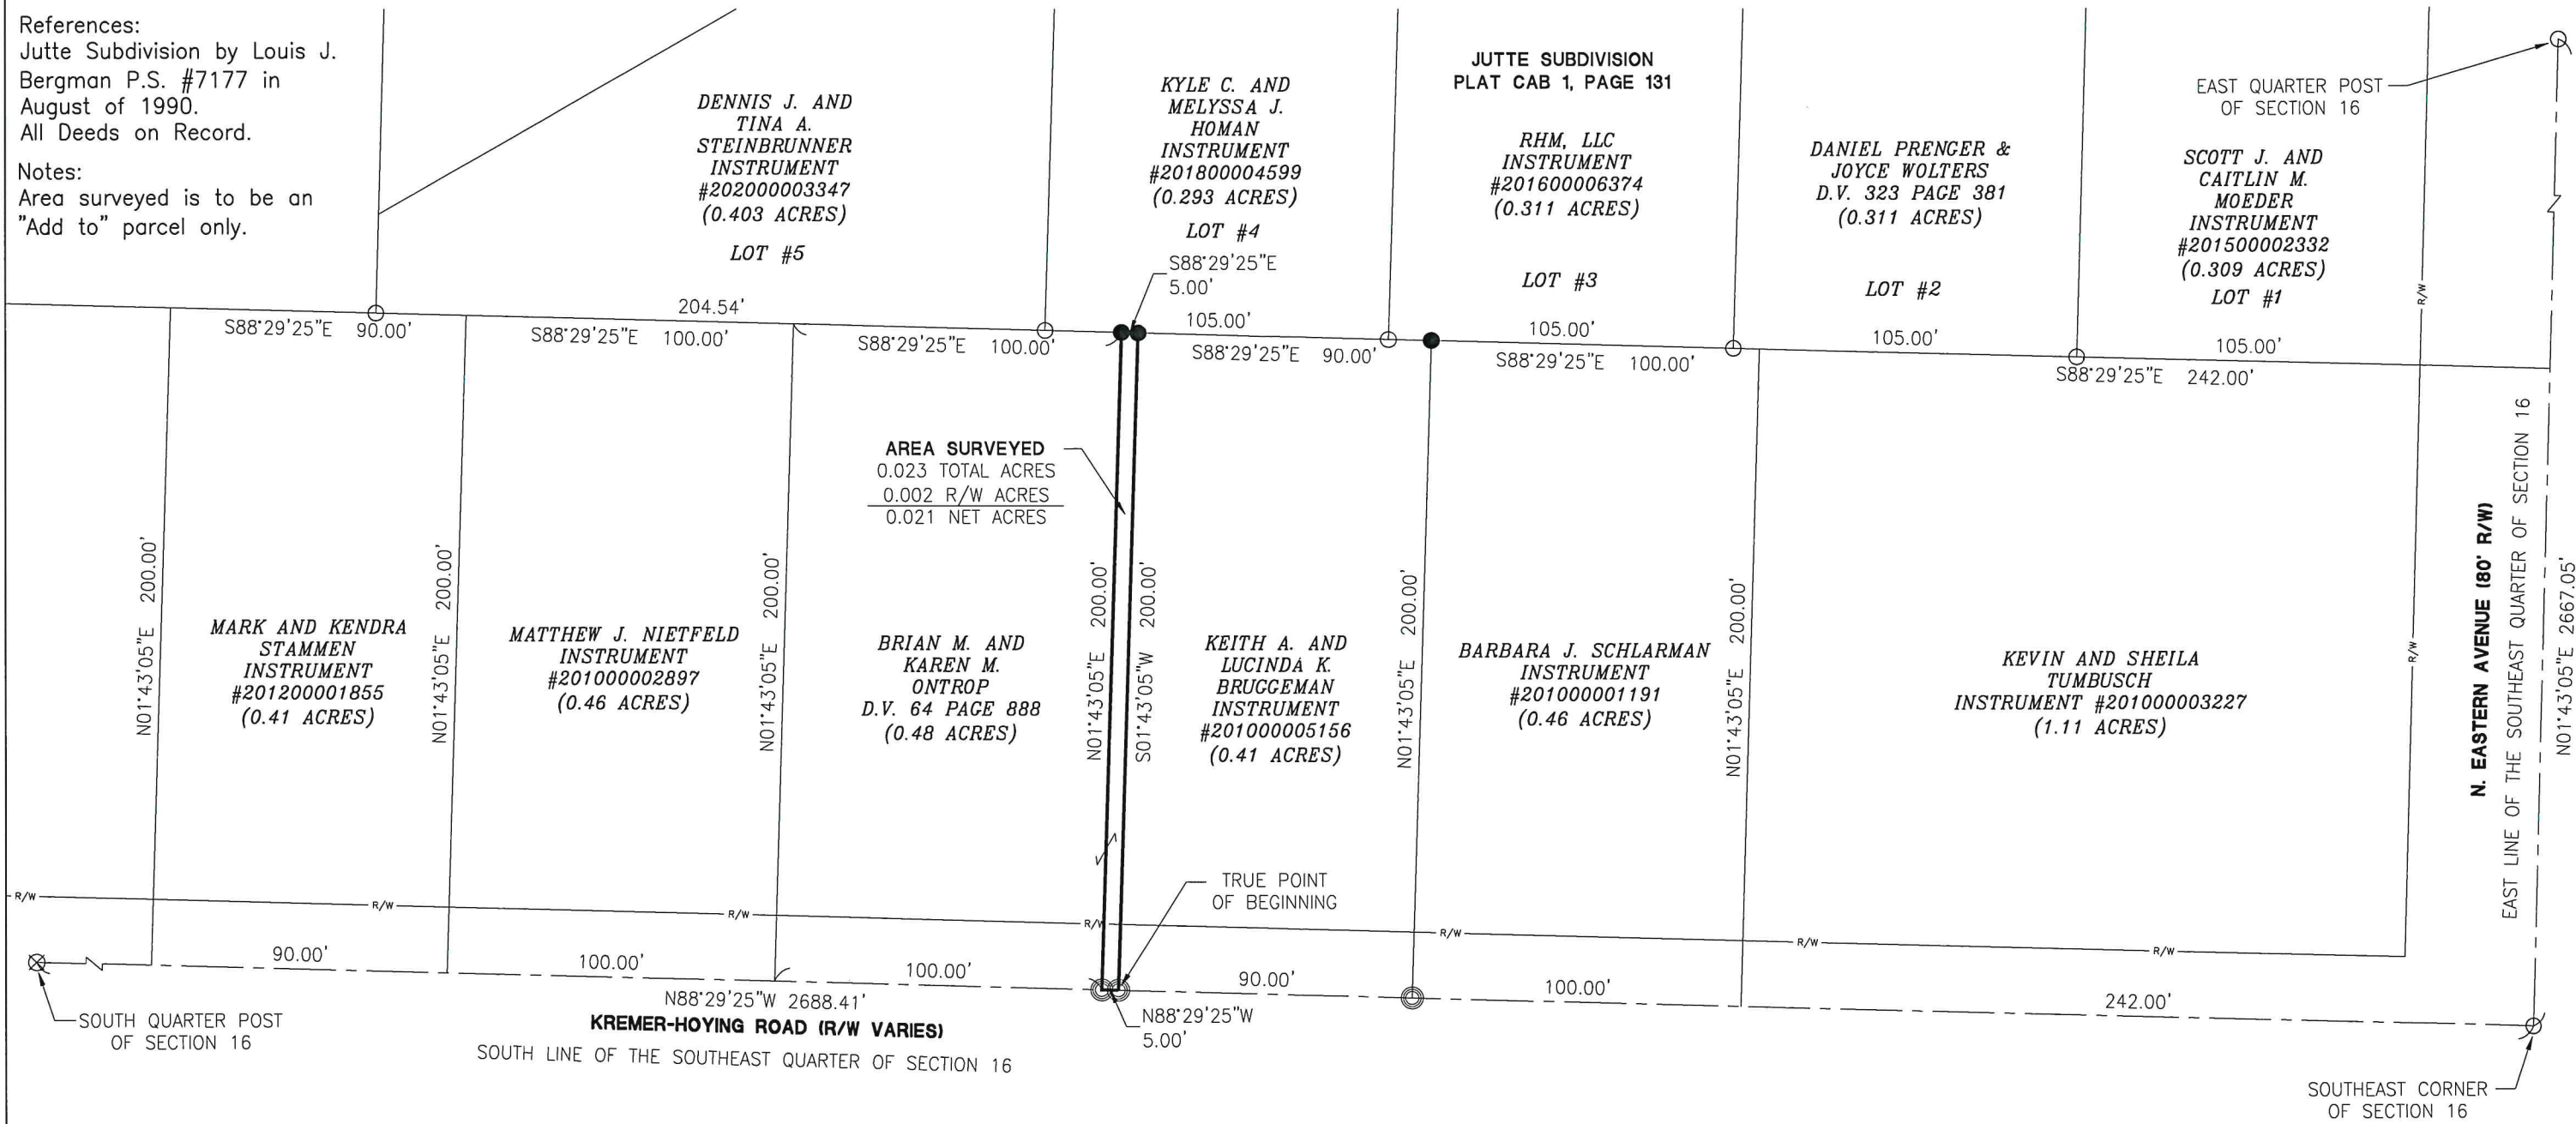 References:
Jutte Subdivision by Louis J.
Bergman P.S. #7177 in
August of 1990.
All Deeds on Record.
Notes:
Area surveyed is to be an
"Add to" parcel only.
DENNIS J. AND
TINA A.
STEINBRUNNER
INSTRUMENT
#202000003347
(0.403 ACRES)
LOT #5
KYLE C. AND
MELYSSA J.
HOMAN
INSTRUMENT
#201800004599
(0.293 ACRES)
LOT #4
S88°29'25"E
5.00'
JUTTE SUBDIVISION
PLAT CAB 1, PAGE 131
RHM, LLC
INSTRUMENT
#201600006374
(0.311 ACRES)
LOT #3
DANIEL PRENGER &
JOYCE WOLTERS
D.V. 323 PAGE 381
(0.311 ACRES)
LOT #2
EAST QUARTER POST
OF SECTION 16
SCOTT J. AND
CAITLIN M.
MOEDER
INSTRUMENT
#201500002332
(0.309 ACRES)
LOT #1
R/W
204.54'
105.00'
105.00'
105.00'
105.00'
S88°29'25"E 90.00'
S88°29'25"E 100.00'
S88°29'25"E 100.00'
S88°29'25"E 90.00'
S88°29'25"E 100.00'
S88°29'25"E 242.00'
AREA SURVEYED
0.023 TOTAL ACRES
0.002 R/W ACRES
0.021 NET ACRES
N01°43'05"E 200.00'
MARK AND KENDRA
STAMMEN
INSTRUMENT
#201200001855
(0.41 ACRES)
N01°43'05"E 200.00'
MATTHEW J. NIETFELD
INSTRUMENT
#201000002897
(0.46 ACRES)
N01°43'05"E 200.00'
BRIAN M. AND
KAREN M.
ONTROP
D.V. 64 PAGE 888
(0.48 ACRES)
N01°43'05"E 200.00'
S01°43'05"W 200.00'
KEITH A. AND
LUCINDA K.
BRUGGEMAN
INSTRUMENT
#201000005156
(0.41 ACRES)
N01°43'05"E 200.00'
BARBARA J. SCHLARMAN
INSTRUMENT
#201000001191
(0.46 ACRES)
N01°43'05"E 200.00'
KEVIN AND SHEILA
TUMBUSCH
INSTRUMENT #201000003227
(1.11 ACRES)
R/W
N. EASTERN AVENUE (80' R/W)
EAST LINE OF THE SOUTHEAST QUARTER OF SECTION 16
N01°43'05"E 2667.05'
TRUE POINT
OF BEGINNING
R/W
R/W
R/W
R/W
R/W
R/W
R/W
90.00'
100.00'
100.00'
90.00'
100.00'
242.00'
N88°29'25"W 2688.41'
KREMER-HOYING ROAD (R/W VARIES)
SOUTH LINE OF THE SOUTHEAST QUARTER OF SECTION 16
SOUTH QUARTER POST
OF SECTION 16
N88°29'25"W
5.00'
SOUTHEAST CORNER
OF SECTION 16